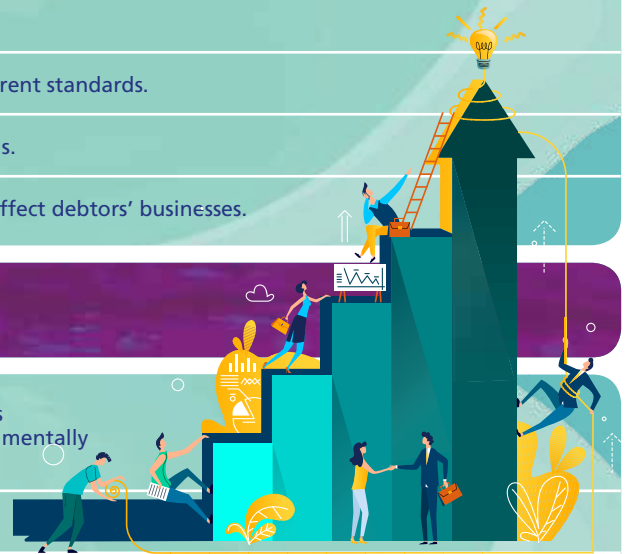 rent standards.
s.
ffect debtors' businesses.
s
mentally